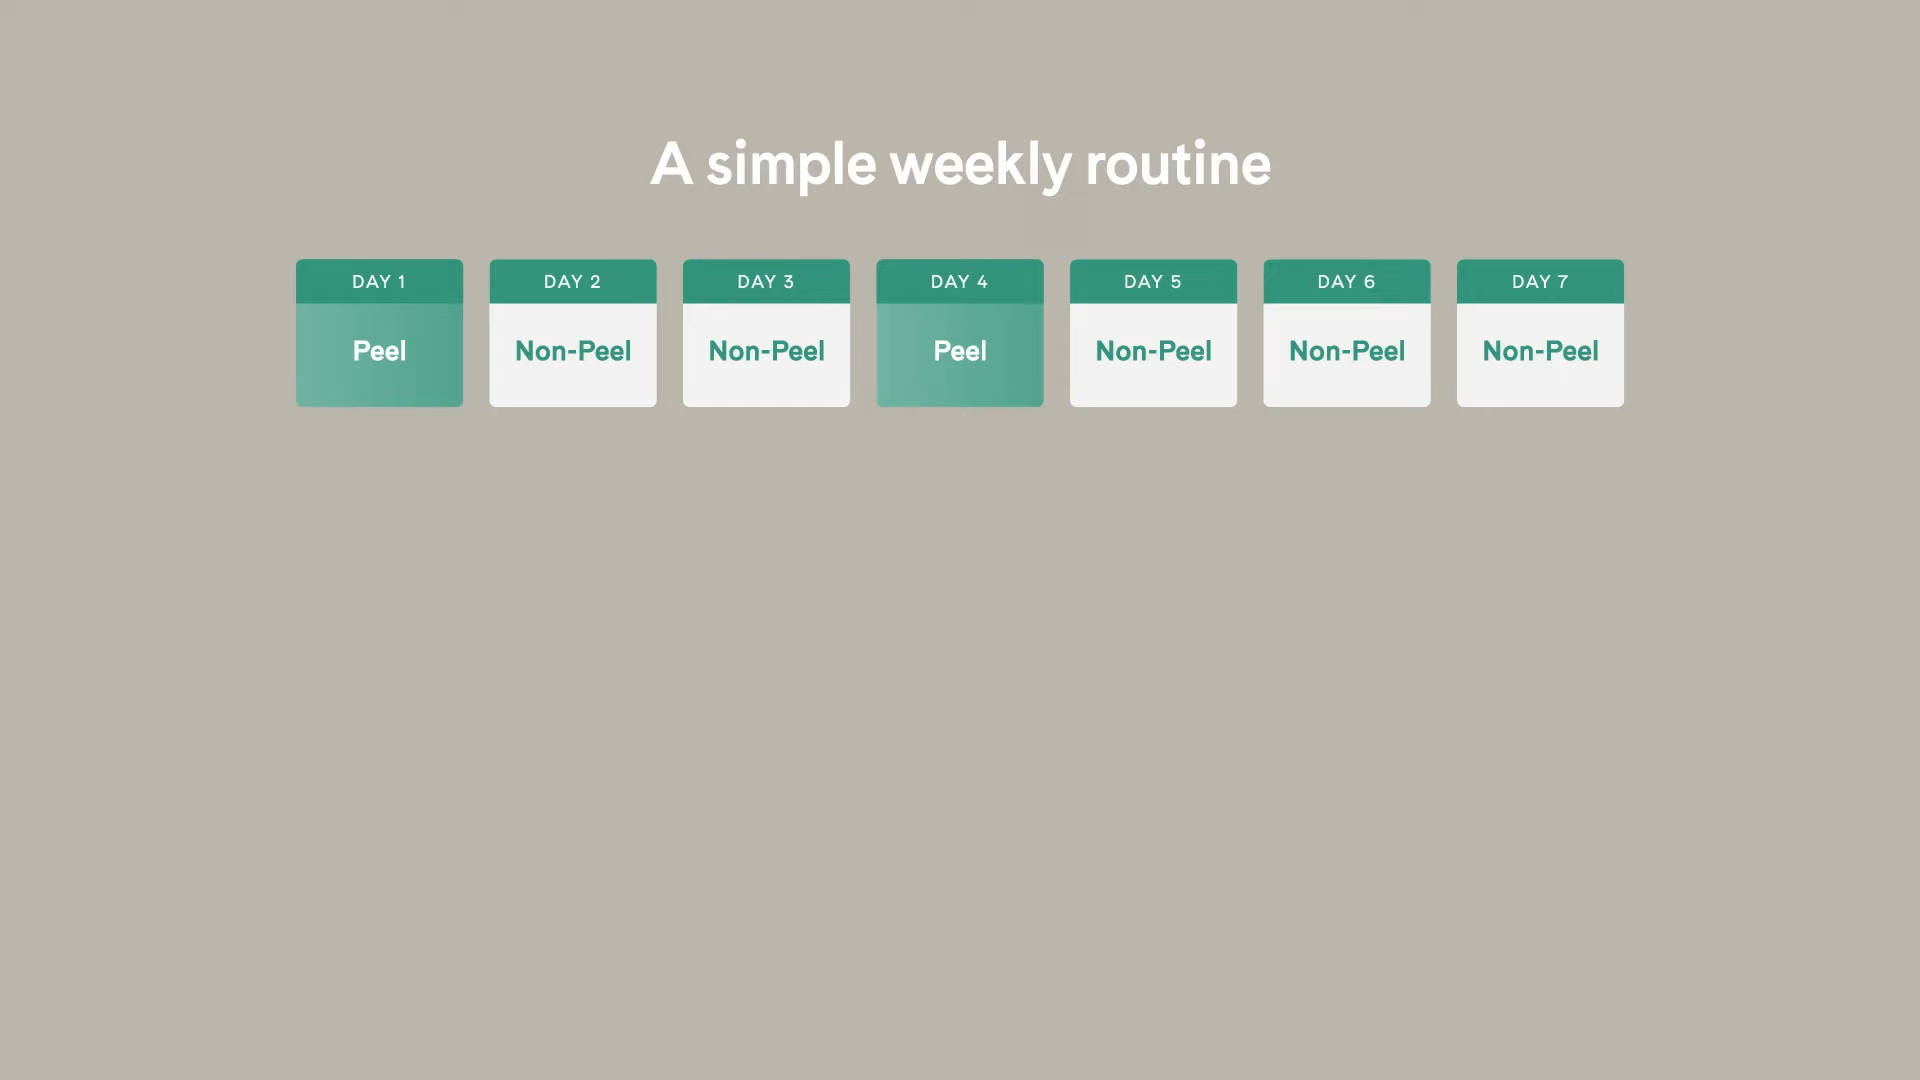 A simple weekly routine
DAY 1 DAY 2 DAY 3 DAY 4 DAY 5 DAY 6 DAY 7
Peel Non-Peel Non-Peel Peel Non-Peel Non-Peel Non-Peel